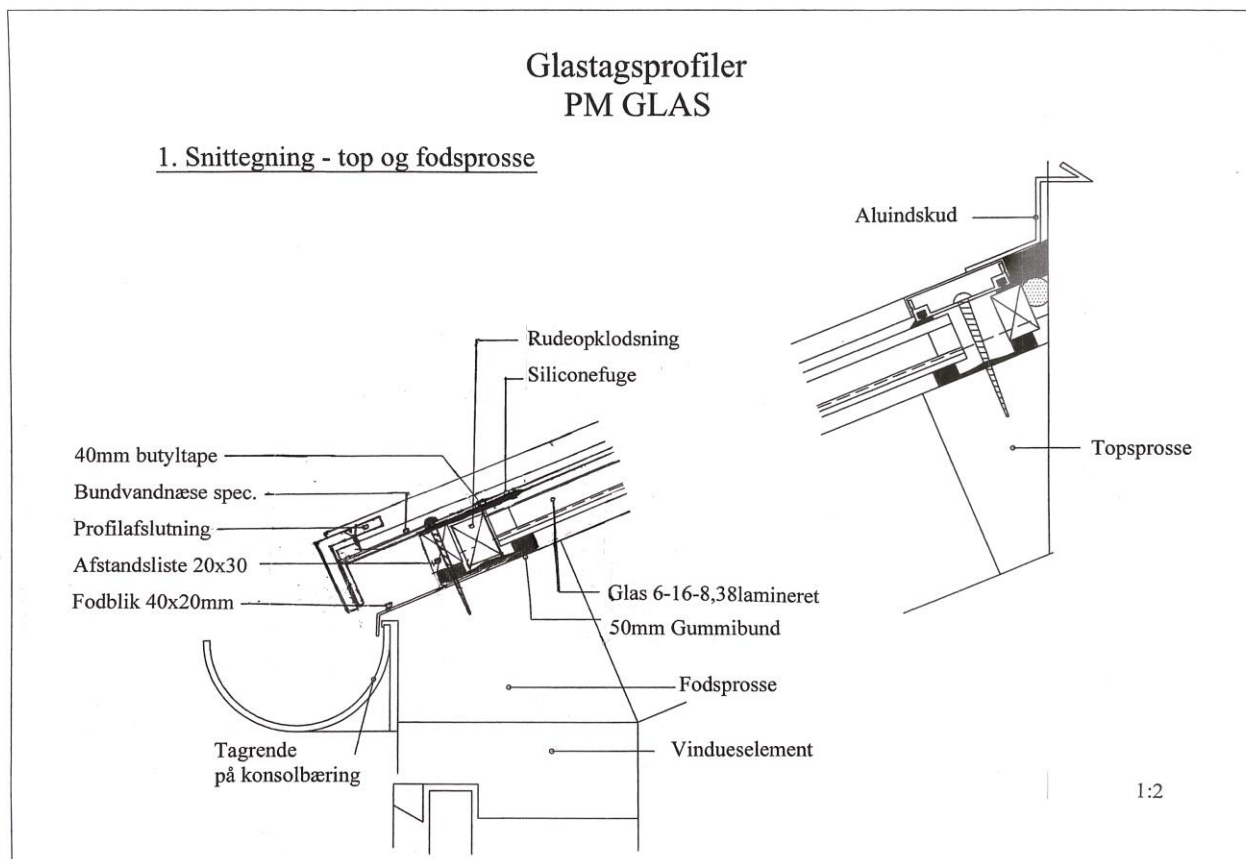 Glastagsprofiler
PM GLAS
1. Snittegning - top og fodsprosse
Aluindskud
Rudeopklodsning
Siliconefuge
40mm butyltape
Bundvandnæse spec.
Profilafslutning
Afstandsliste 20x30
Fodblik 40x20mm
Topsprosse
Glas 6-16-8,38lamineret
50mm Gummibund
Fodsprosse
Tagrende
på konsolbæring
Vindueselement
1:2